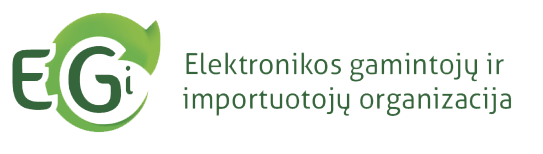 EGi
Elektronikos gamintojų ir
importuotojų organizacija